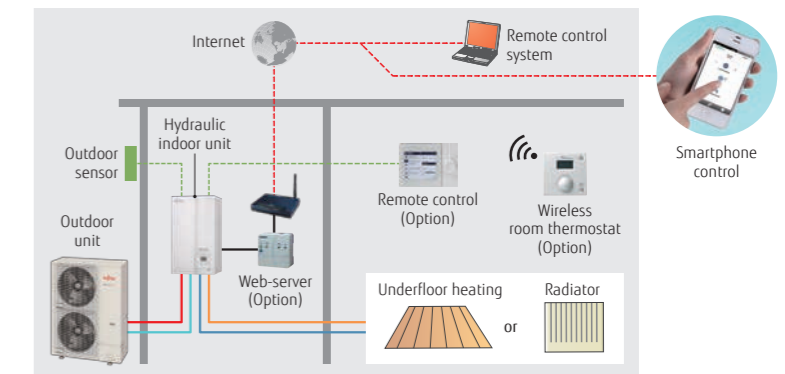 Internet
Remote control
system
Smartphone
control
Hydraulic
indoor unit
Outdoor
sensor
Outdoor
unit
Web-server
(Option)
Remote control
(Option)
Wireless
room thermostat
(Option)
Underfloor heating
or
Radiator